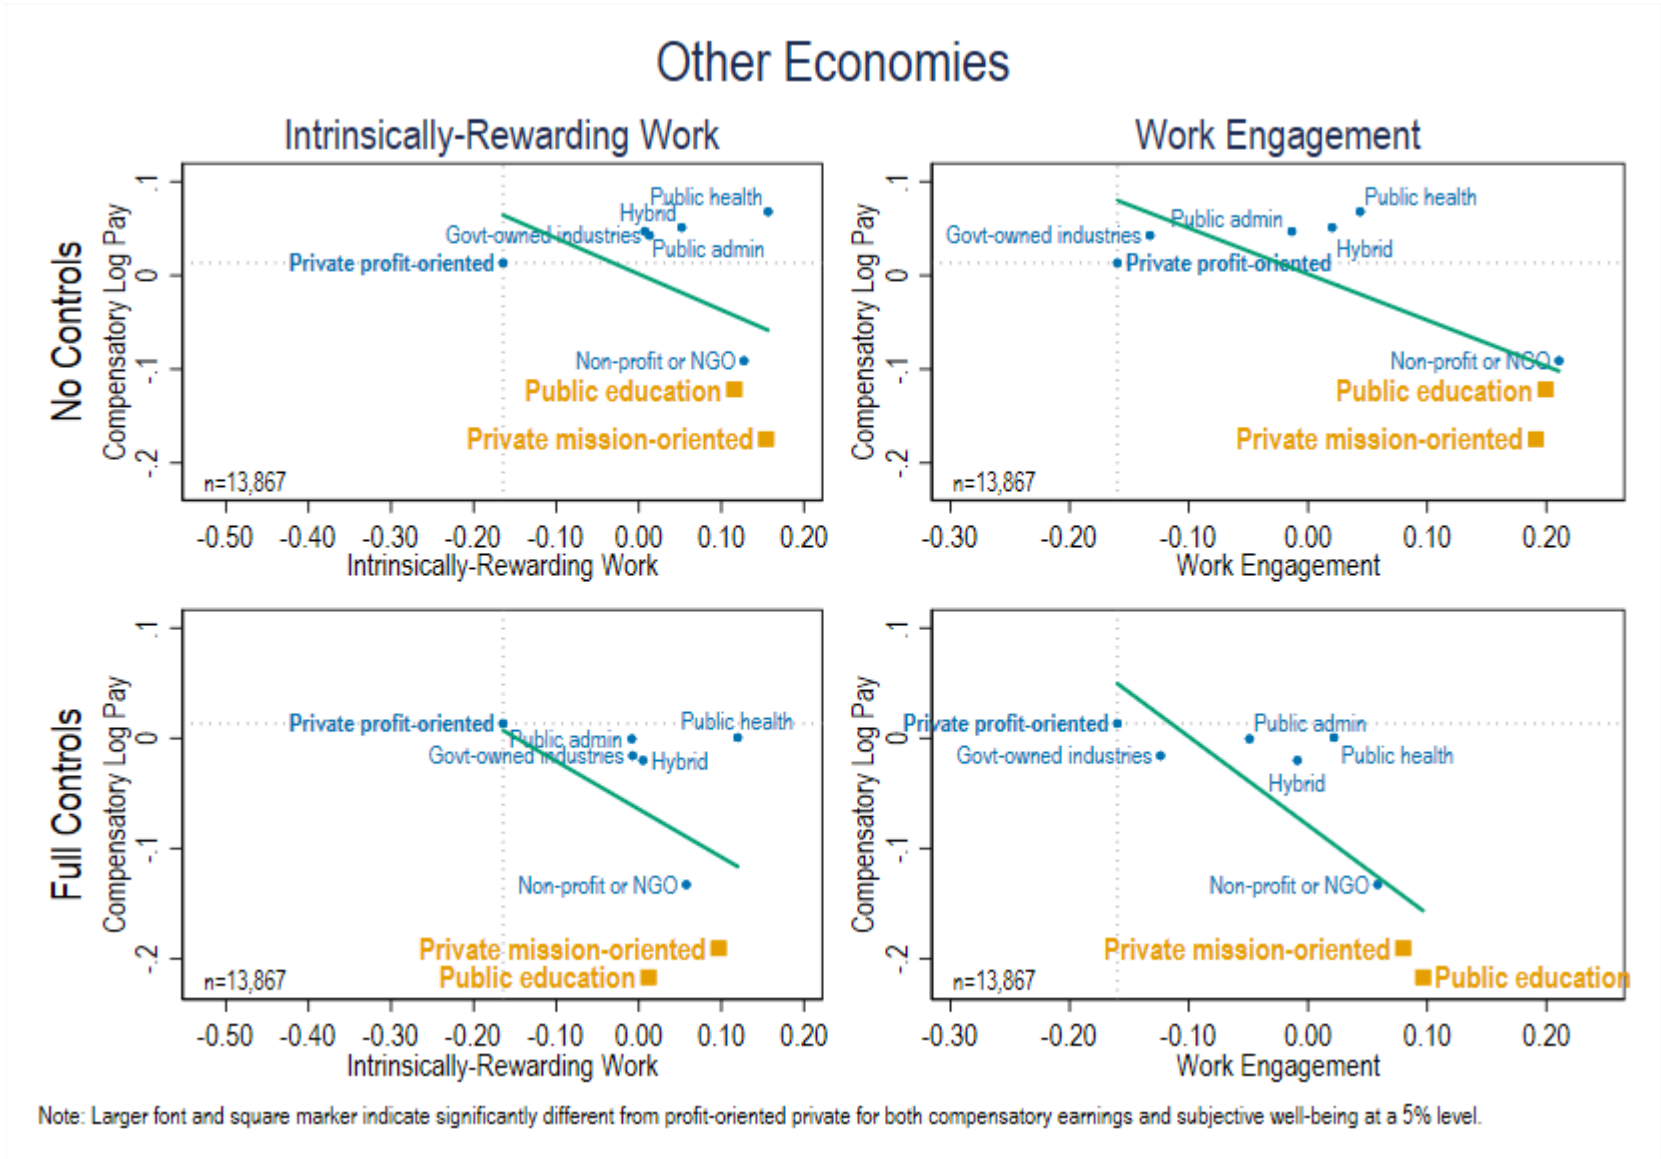 Other Economies
Intrinsically-Rewarding Work
Work Engagement
No Controls
Compensatory Log Pay
.1
0
-.1
-.2
Public health
Hybrid
Govt-owned industries
Public admin
Private profit-oriented
Non-profit or NGO
Public education
Private mission-oriented
n=13,867
-0.50 -0.40 -0.30 -0.20 -0.10 0.00 0.10 0.20
Intrinsically-Rewarding Work
Compensatory Log Pay
.1
0
-.1
-.2
Public health
Public admin
Govt-owned industries
Hybrid
Private profit-oriented
Non-profit or NGO
Public education
Private mission-oriented
n=13,867
-0.30 -0.20 -0.10 0.00 0.10 0.20
Work Engagement
Full Controls
Compensatory Log Pay
.1
0
-.1
-.2
Private profit-oriented
Public health
Public admin
Govt-owned industries
Hybrid
Non-profit or NGO
Private mission-oriented
Public education
n=13,867
-0.50 -0.40 -0.30 -0.20 -0.10 0.00 0.10 0.20
Intrinsically-Rewarding Work
Compensatory Log Pay
.1
0
-.1
-.2
Private profit-oriented
Public admin
Govt-owned industries
Public health
Hybrid
Non-profit or NGO
Private mission-oriented
Public education
n=13,867
-0.30 -0.20 -0.10 0.00 0.10 0.20
Work Engagement
Note: Larger font and square marker indicate significantly different from profit-oriented private for both compensatory earnings and subjective well-being at a 5% level.